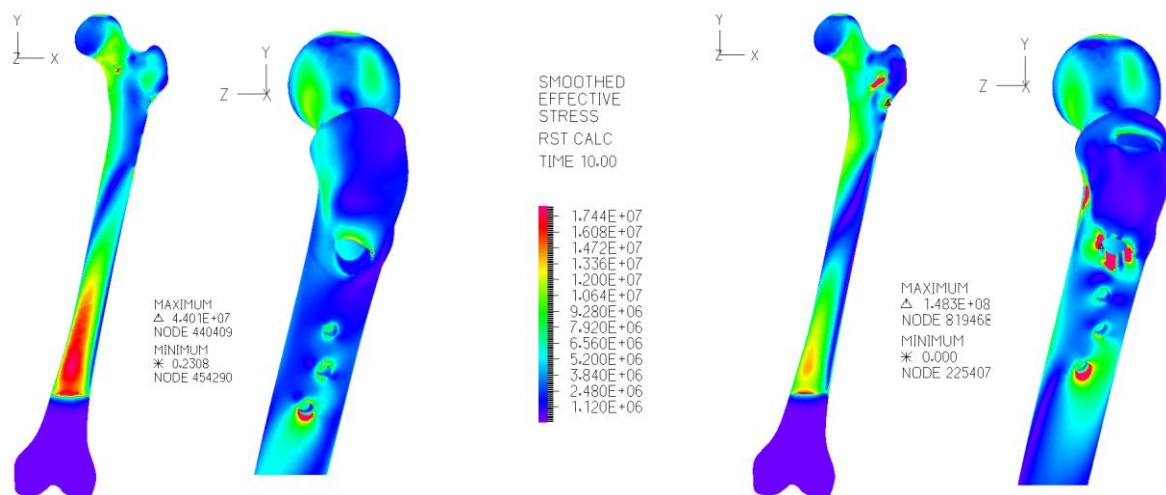 Y
Z X
Y
Z X
MAXIMUM
△ 4.401E+07
NODE 440409
MINIMUM
* 0.2308
NODE 454290
SMOOTHED
EFFECTIVE
STRESS
RST CALC
TIME 10.00
1.744E+07
1.608E+07
1.472E+07
1.336E+07
1.200E+07
1.064E+07
9.280E+06
7.920E+06
6.560E+06
5.200E+06
3.840E+06
2.480E+06
1.120E+06
Y
Z X
MAXIMUM
△ 1.483E+08
NODE 819468
MINIMUM
* 0.000
NODE 225407
Y
Z X